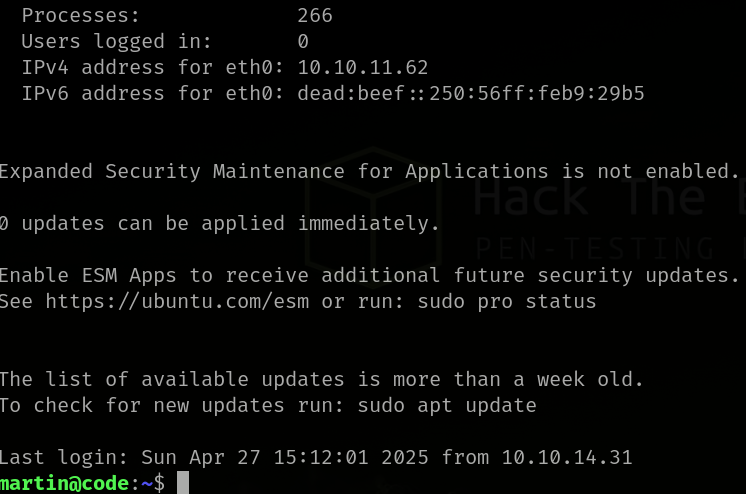 Processes: 266
Users logged in: 0
IPv4 address for eth0: 10.10.11.62
IPv6 address for eth0: dead:beef::250:56ff:feb9:29b5
Expanded Security Maintenance for Applications is not enabled.
Hack The
0 updates can be applied immediately.
PEN-TESTING
Enable ESM Apps to receive additional future security updates.
See https://ubuntu.com/esm or run: sudo pro status
The list of available updates is more than a week old.
To check for new updates run: sudo apt update
Last login: Sun Apr 27 15:12:01 2025 from 10.10.14.31
martin@code:~$